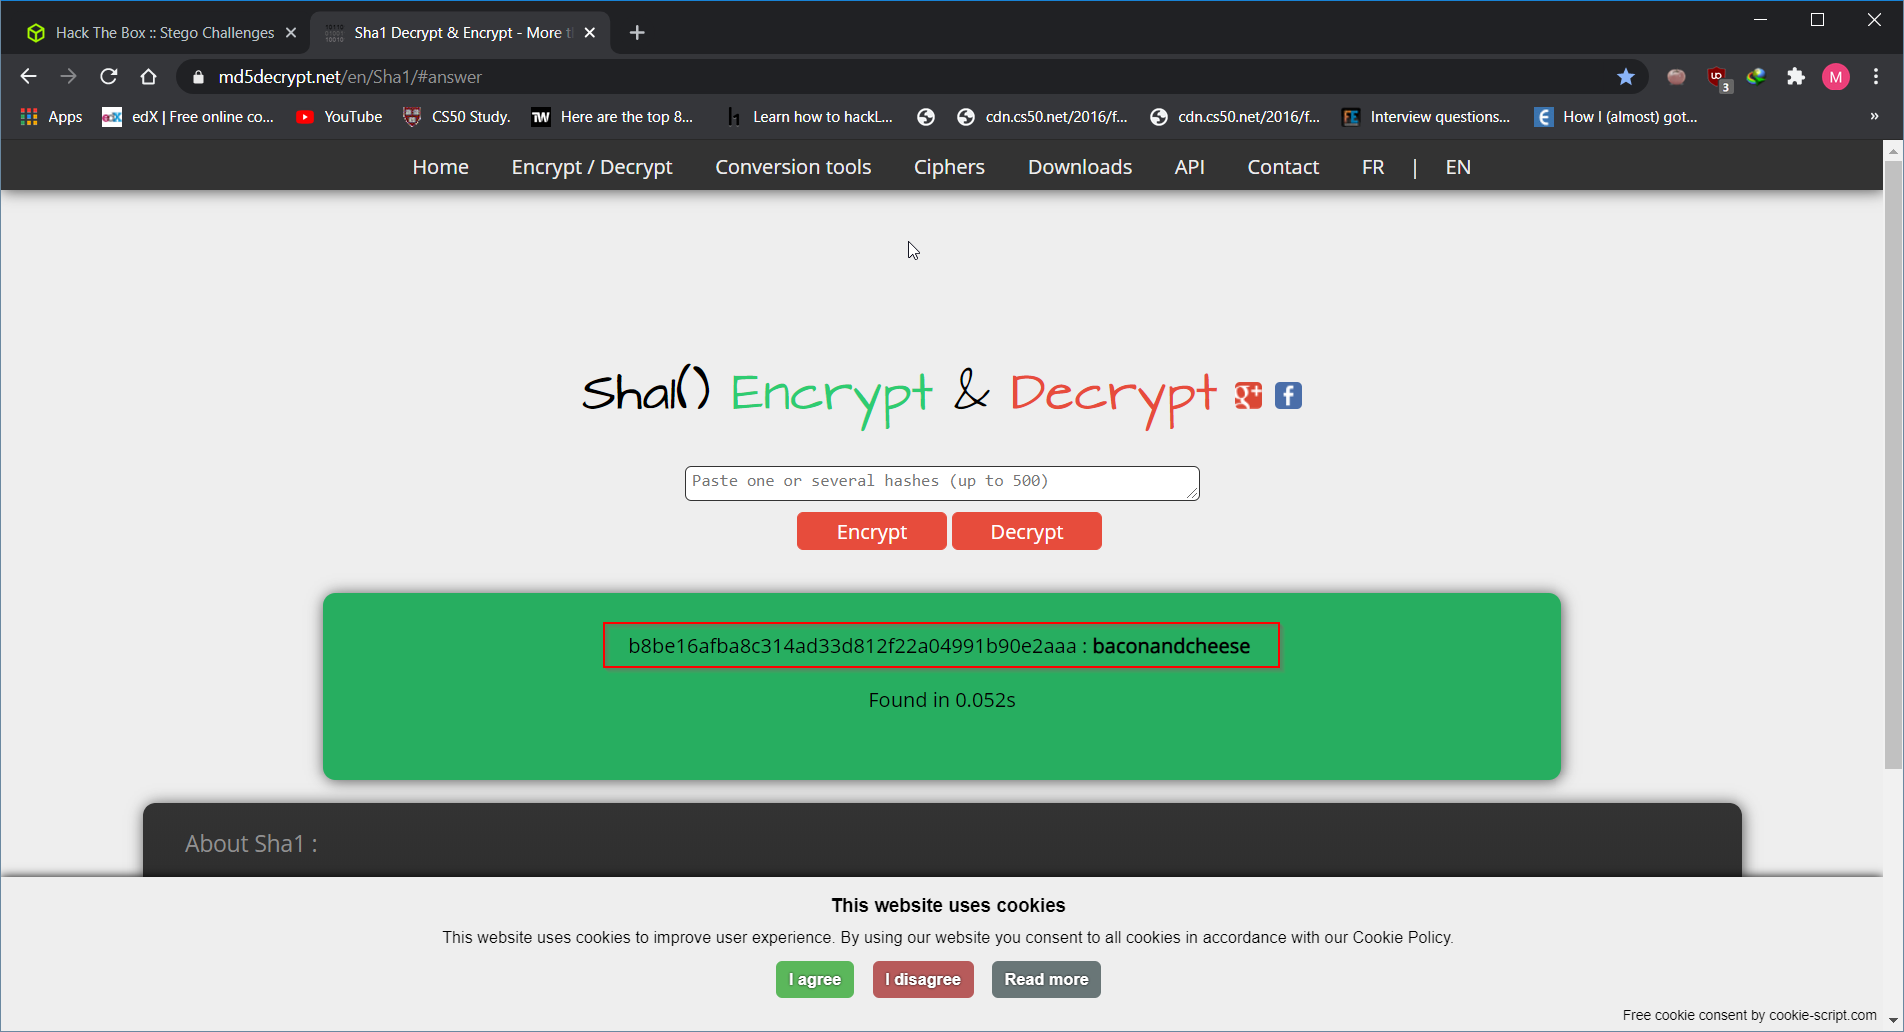 Hack The Box :: Stego Challenges
Sha1 Decrypt & Encrypt - More t
md5decrypt.net/en/Sha1/#answer
M
3
Apps
edX | Free online co...
YouTube
CS50 Study.
TW Here are the top 8...
h Learn how to hackL...
cdn.cs50.net/2016/f...
cdn.cs50.net/2016/f...
Interview questions...
How I (almost) got...
»
Home
Encrypt / Decrypt
Conversion tools
Ciphers
Downloads
API
Contact
FR | EN
Sha1() Encrypt & Decrypt g+ f
Paste one or several hashes (up to 500)
Encrypt
Decrypt
b8be16afba8c314ad33d812f22a04991b90e2aaa : baconandcheese
Found in 0.052s
About Sha1 :
This website uses cookies
This website uses cookies to improve user experience. By using our website you consent to all cookies in accordance with our Cookie Policy.
I agree
I disagree
Read more
Free cookie consent by cookie-script.com